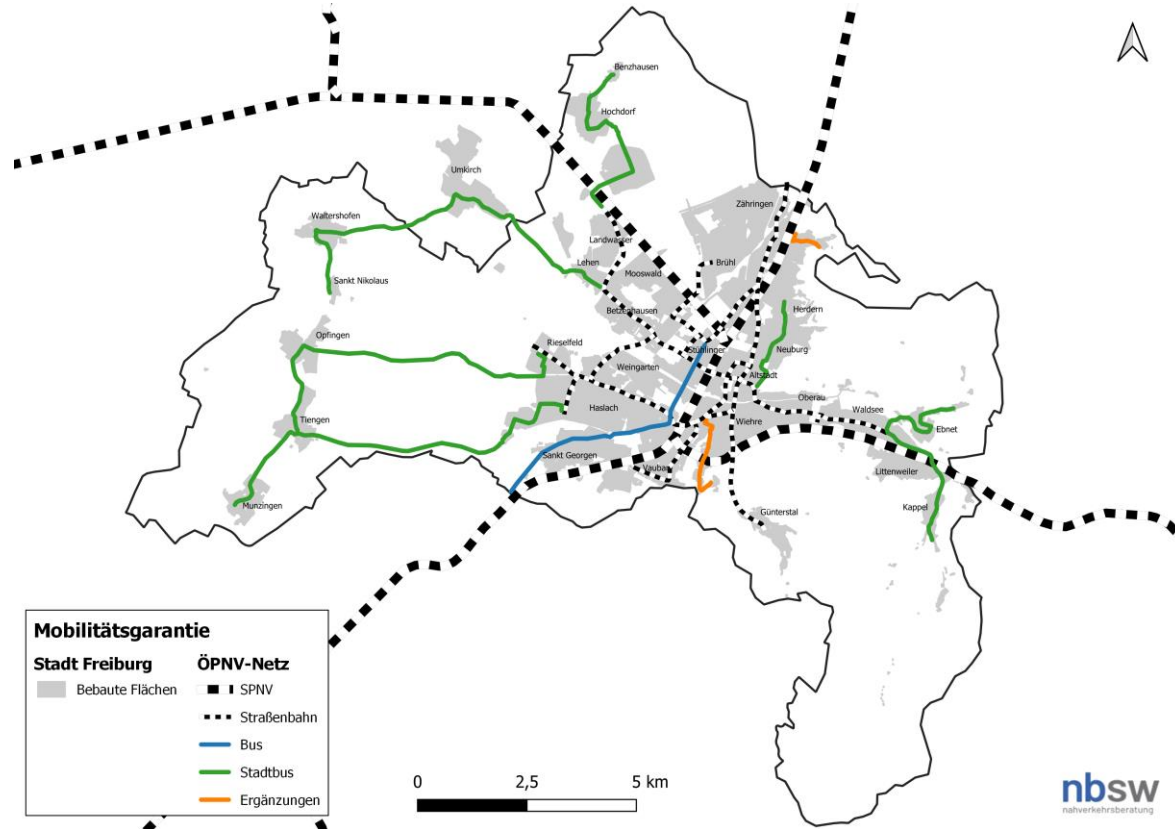 Benzhausen
Hochdorf
Umkirch
Zähringen
Waltershofen
Landwasser
Brühl
Lehen
Mooswald
Sankt Nikolaus
Betzenhausen
Herdern
Opfingen
Rieselfeld
Stühlinger
Neuburg
Weingarten
Altstadt
Oberau
Haslach
Waldsee
Tiengen
Wiehre
Ebnet
Sankt Georgen
Vauban
Littenweiler
Munzingen
Günterstal
Kappel
Mobilitätsgarantie
Stadt Freiburg
Bebaute Flächen
ÖPNV-Netz
SPNV
Straßenbahn
Bus
Stadtbus
Ergänzungen
0 2,5 5 km
nbsw
nahverkehrsberatung